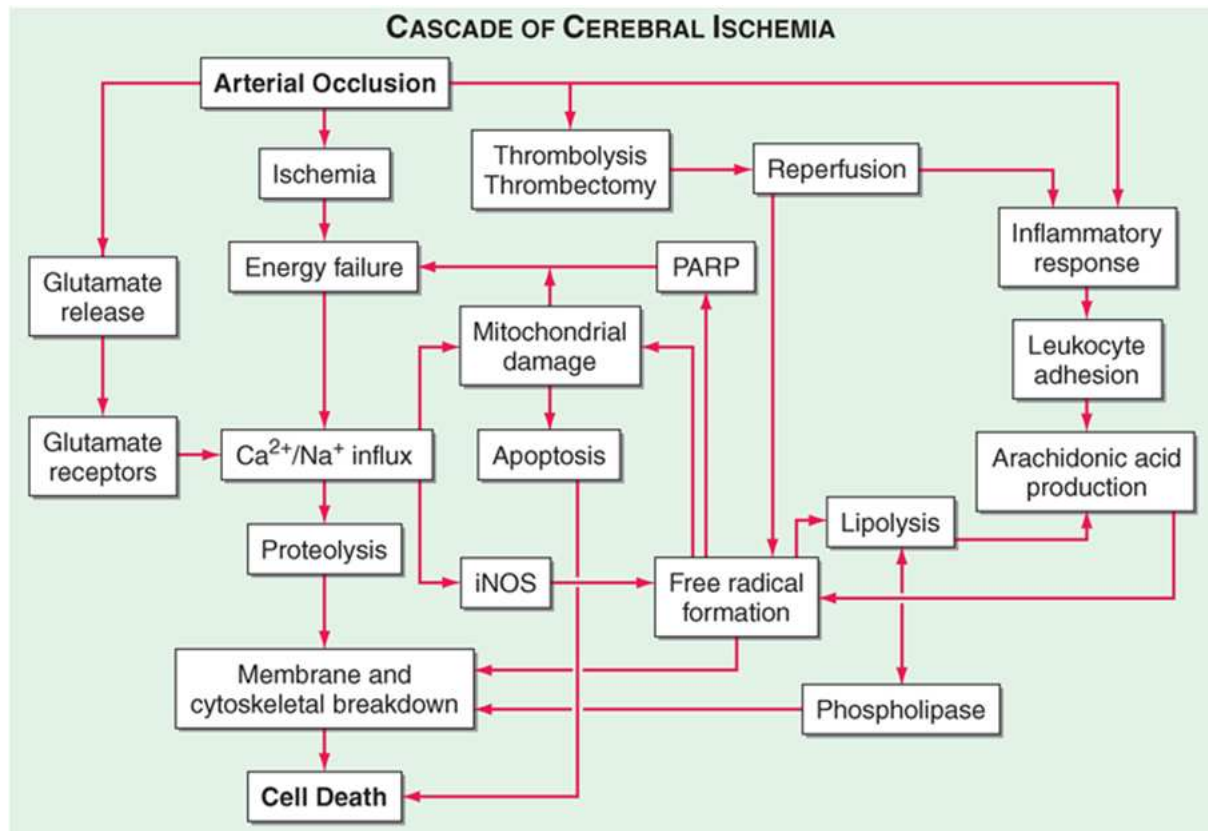 CASCADE OF CEREBRAL ISCHEMIA
Arterial Occlusion
Ischemia
Thrombolysis
Thrombectomy
Reperfusion
Inflammatory
response
Energy failure
PARP
Glutamate
release
Mitochondrial
damage
Leukocyte
adhesion
Glutamate
receptors
Ca²⁺/Na⁺ influx
Apoptosis
Arachidonic acid
production
Lipolysis
Proteolysis
iNOS
Free radical
formation
Membrane and
cytoskeletal breakdown
Phospholipase
Cell Death